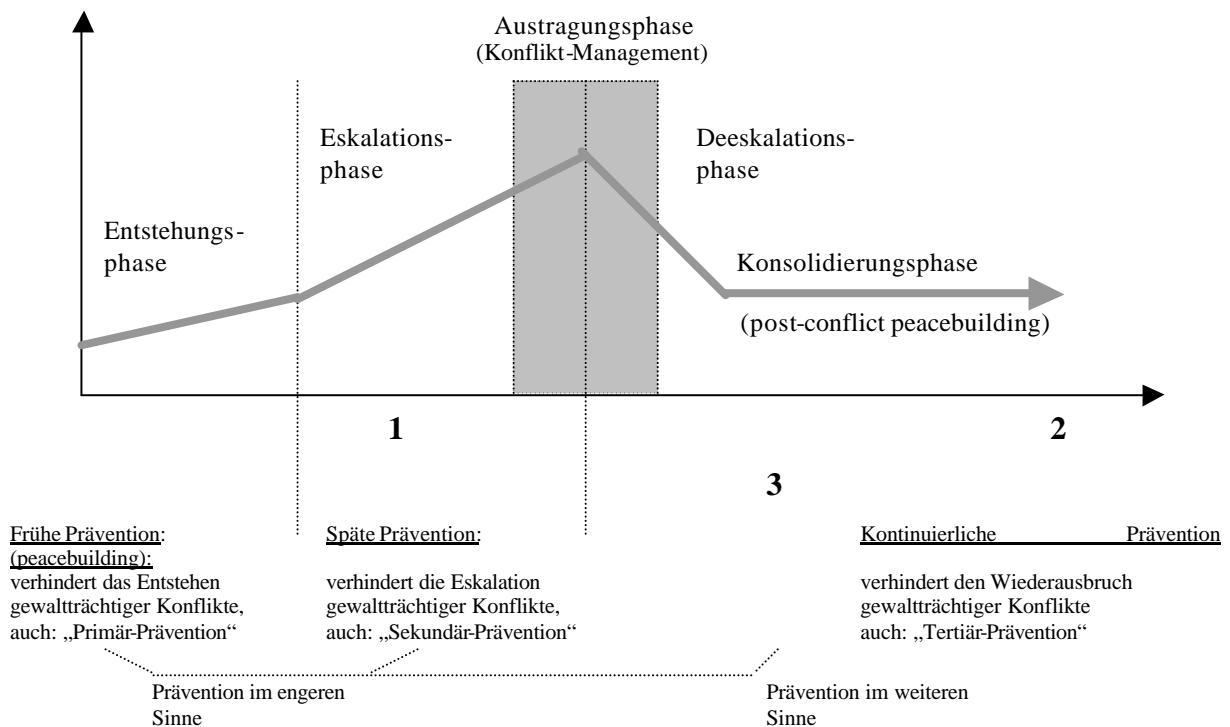 Austragungsphase
(Konflikt-Management)
Eskalations-
phase
Deeskalations-
phase
Entstehungs-
phase
Konsolidierungsphase
(post-conflict peacebuilding)
1
2
3
Frühe Prävention:
(peacebuilding):
verhindert das Entstehen
gewaltträchtiger Konflikte,
auch: „Primär-Prävention“
Späte Prävention:
verhindert die Eskalation
gewaltträchtiger Konflikte,
auch: „Sekundär-Prävention“
Kontinuierliche Prävention
verhindert den Wiederausbruch
gewaltträchtiger Konflikte
auch: „Tertiär-Prävention“
Prävention im engeren
Sinne
Prävention im weiteren
Sinne